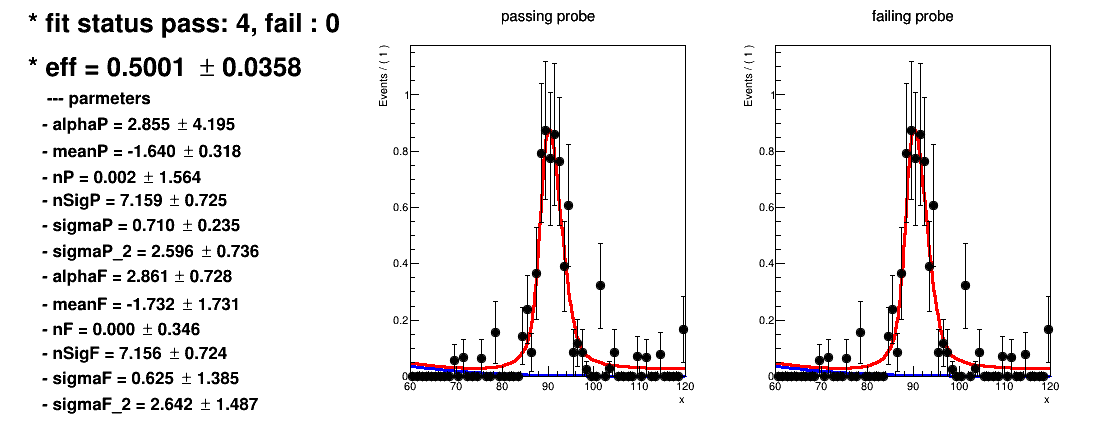 * fit status pass: 4, fail : 0
* eff = 0.5001 ± 0.0358
--- parmeters
- alphaP = 2.855 ± 4.195
- meanP = -1.640 ± 0.318
- nP = 0.002 ± 1.564
- nSigP = 7.159 ± 0.725
- sigmaP = 0.710 ± 0.235
- sigmaP_2 = 2.596 ± 0.736
- alphaF = 2.861 ± 0.728
- meanF = -1.732 ± 1.731
- nF = 0.000 ± 0.346
- nSigF = 7.156 ± 0.724
- sigmaF = 0.625 ± 1.385
- sigmaF_2 = 2.642 ± 1.487
passing probe
Events / ( 1 )
1
0.8
0.6
0.4
0.2
0
60 70 80 90 100 110 120
x
failing probe
Events / ( 1 )
1
0.8
0.6
0.4
0.2
0
60 70 80 90 100 110 120
x